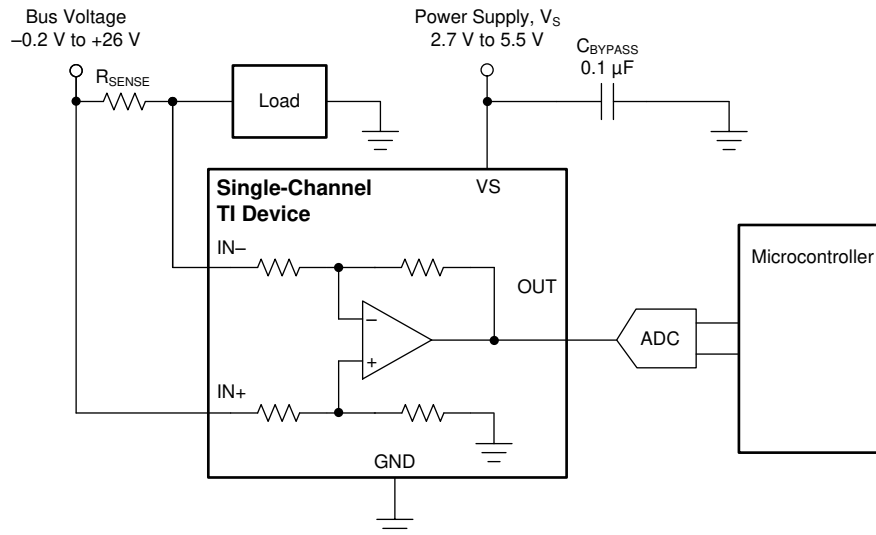 Bus Voltage
–0.2 V to +26 V
Power Supply, VS
2.7 V to 5.5 V
CBYPASS
0.1 µF
RSENSE
Load
Single-Channel
TI Device
VS
IN–
OUT
Microcontroller
–
+
ADC
IN+
GND